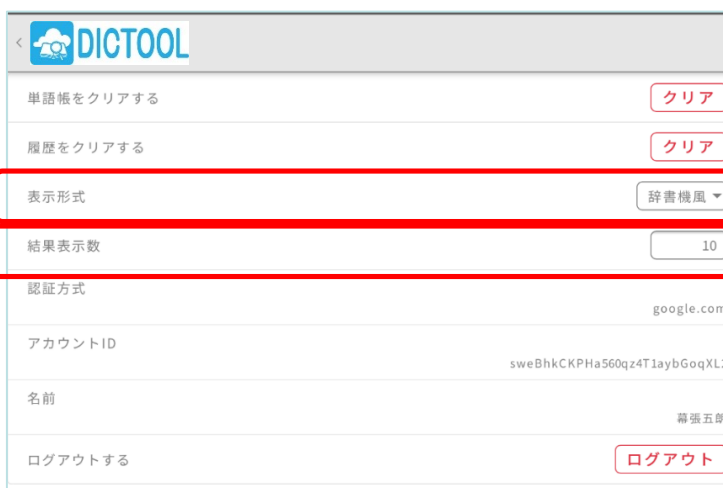 DICTOOL
単語帳をクリアする
クリア
履歴をクリアする
クリア
表示形式
辞書機風
結果表示数
10
認証方式
google.com
アカウントID
sweBhkCKPHa560qz4T1aybGoqXL
名前
幕張五郎
ログアウトする
ログアウト